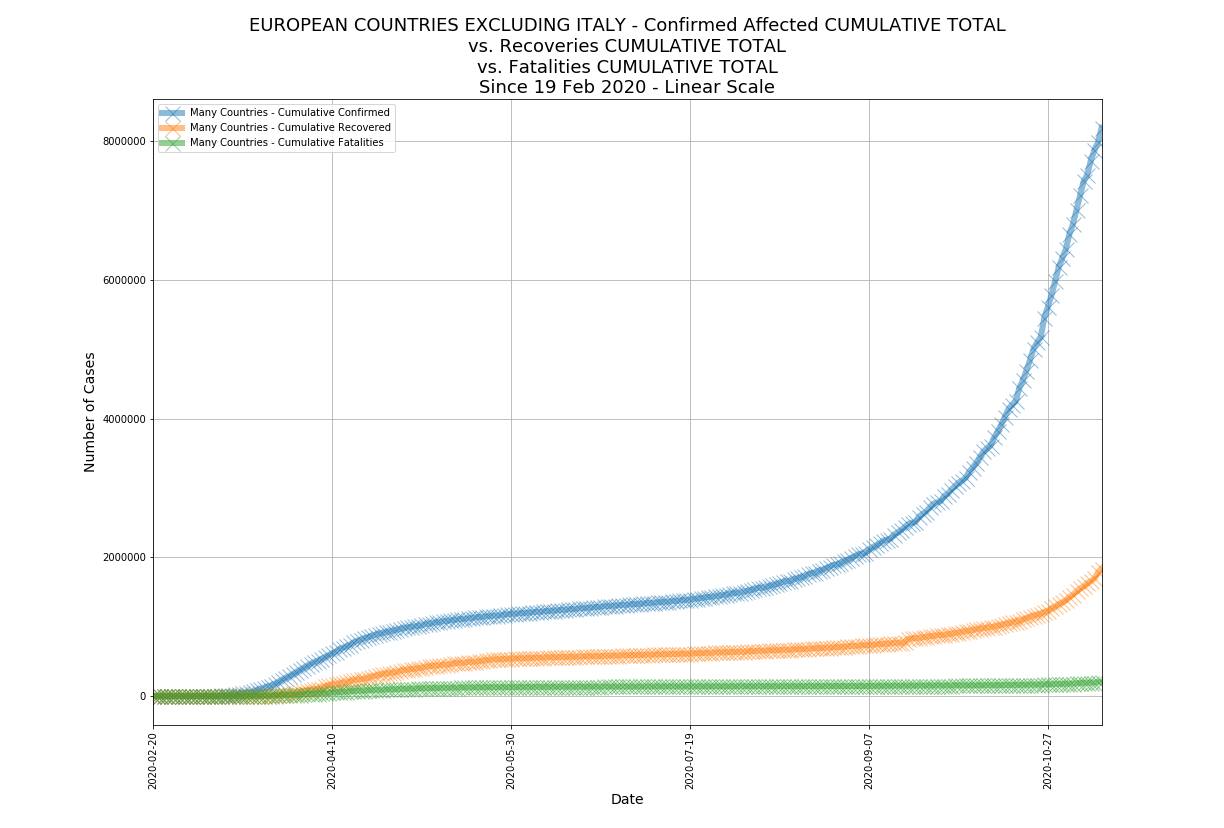 EUROPEAN COUNTRIES EXCLUDING ITALY - Confirmed Affected CUMULATIVE TOTAL
vs. Recoveries CUMULATIVE TOTAL
vs. Fatalities CUMULATIVE TOTAL
Since 19 Feb 2020 - Linear Scale
Many Countries - Cumulative Confirmed
Many Countries - Cumulative Recovered
Many Countries - Cumulative Fatalities
8000000
6000000
4000000
2000000
0
Number of Cases
2020-02-20
2020-04-10
2020-05-30
2020-07-19
2020-09-07
2020-10-27
Date